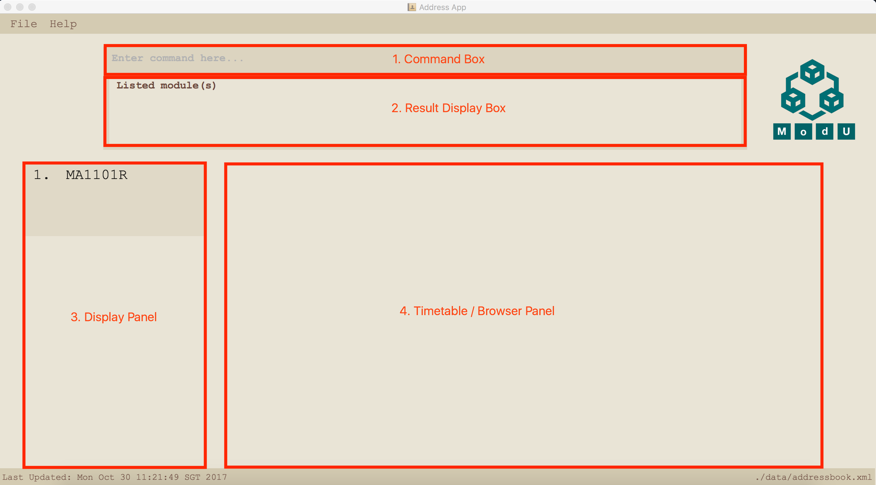 Address App
File Help
Enter command here...
1. Command Box
Listed module(s)
2. Result Display Box
M o d U
1. MA1101R
3. Display Panel
4. Timetable / Browser Panel
Last Updated: Mon Oct 30 11:21:49 SGT 2017
./data/addressbook.xml